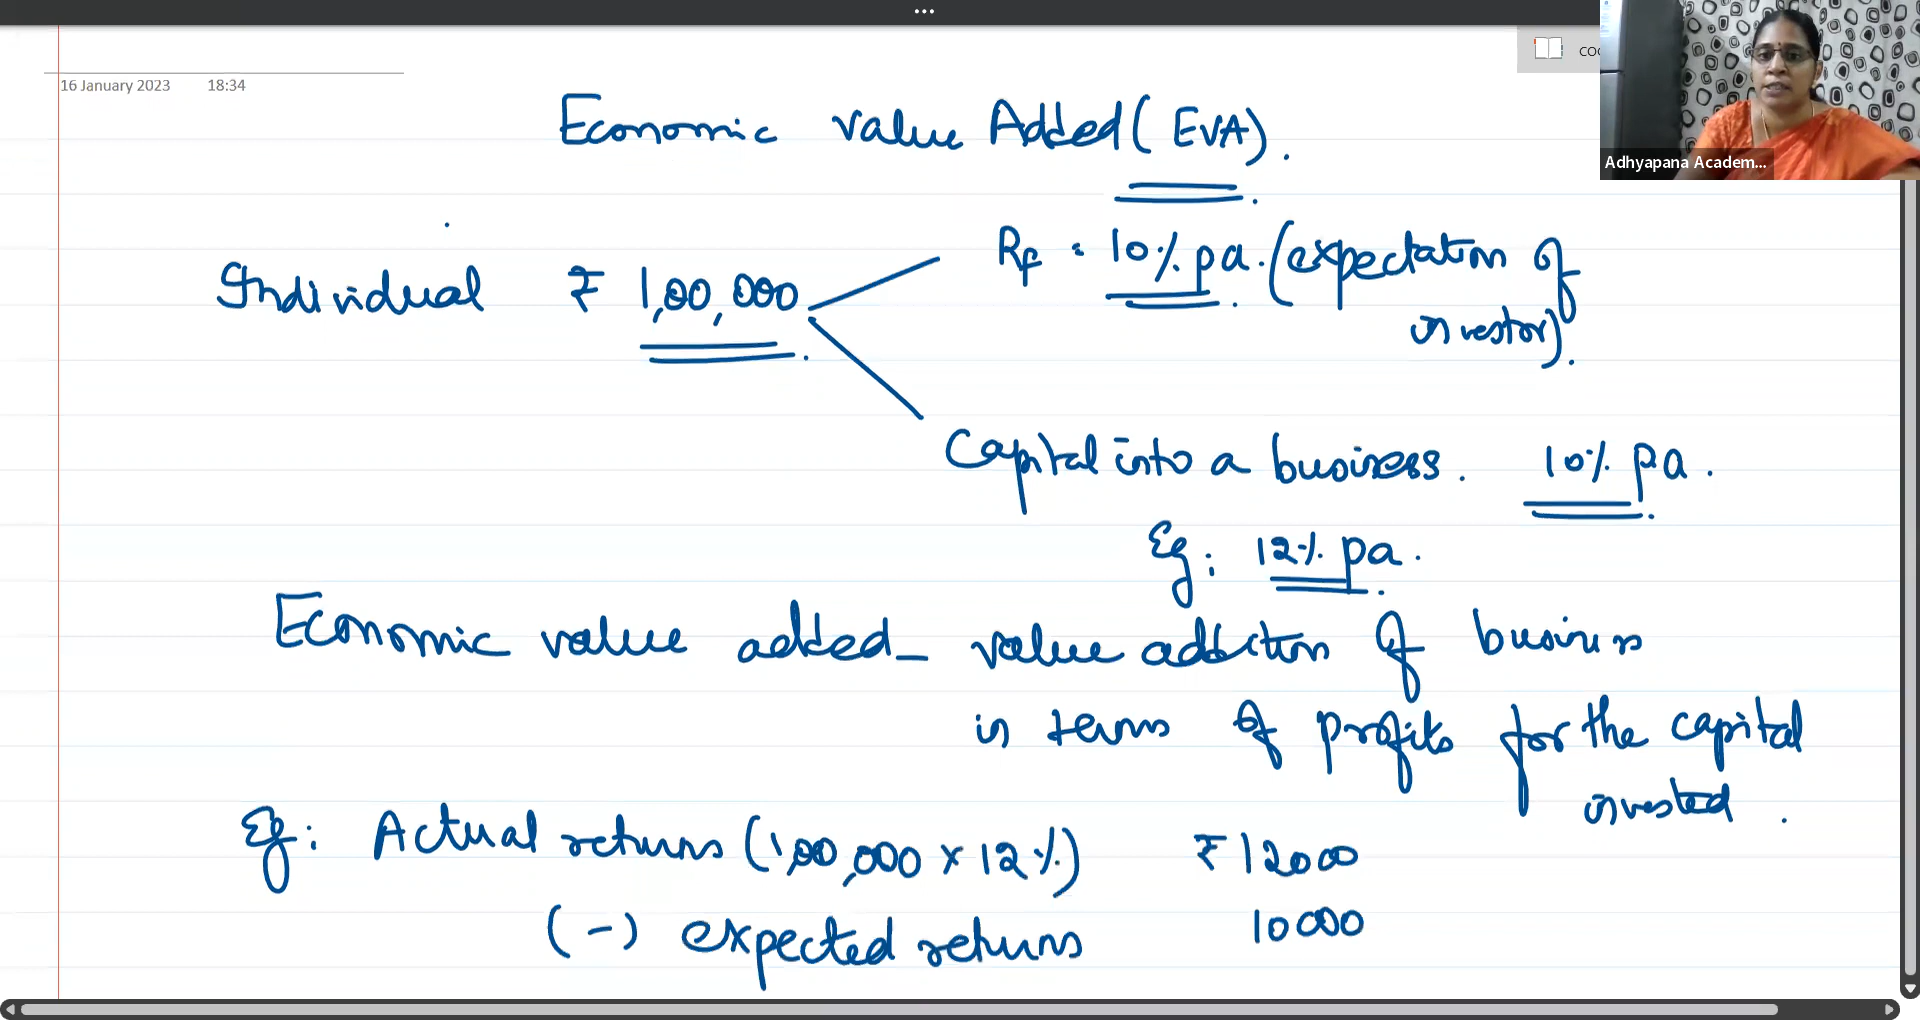 16 January 2023 18:34
Economic value Added (EVA).
Individual ₹ 1,00,000
Rf = 10% pa. (expectation of
investor).
Capital into a business. 10% pa.
Eg: 12% pa.
Economic value added - value addition of business
in terms of profits for the capital
invested.
Eg: Actual returns (1,00,000 x 12%) ₹12000
(-) expected returns 10000
Adhyapana Academ...